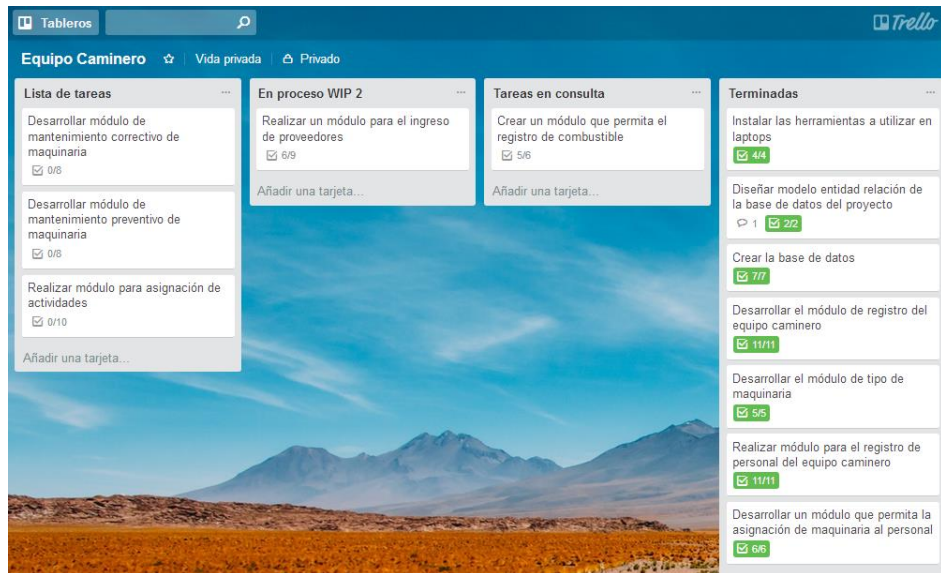 Tableros
Trello
Equipo Caminero
Vida privada
Privado
Lista de tareas
Desarrollar módulo de
mantenimiento correctivo de
maquinaria
0/8
Desarrollar módulo de
mantenimiento preventivo de
maquinaria
0/8
Realizar módulo para asignación de
actividades
0/10
Añadir una tarjeta...
En proceso WIP 2
Realizar un módulo para el ingreso
de proveedores
6/9
Añadir una tarjeta...
Tareas en consulta
Crear un módulo que permita el
registro de combustible
5/6
Añadir una tarjeta...
Terminadas
Instalar las herramientas a utilizar en
laptops
4/4
Diseñar modelo entidad relación de
la base de datos del proyecto
1 2/2
Crear la base de datos
7/7
Desarrollar el módulo de registro del
equipo caminero
11/11
Desarrollar el módulo de tipo de
maquinaria
5/5
Realizar módulo para el registro de
personal del equipo caminero
11/11
Desarrollar un módulo que permita la
asignación de maquinaria al personal
6/6